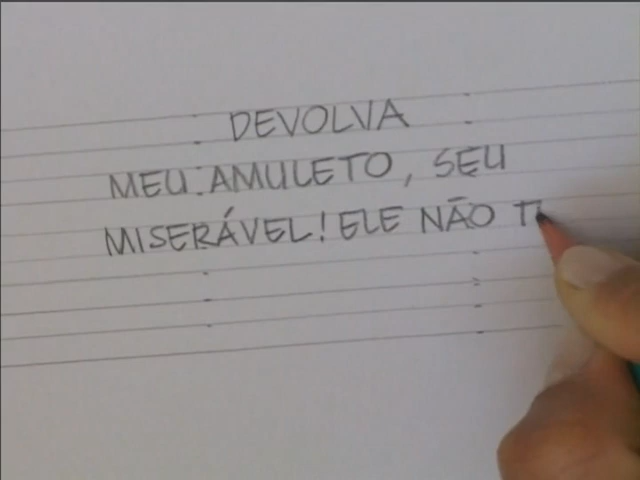 DEVOLVA
MEU AMULETO, SEU
MISERÁVEL! ELE NÃO T